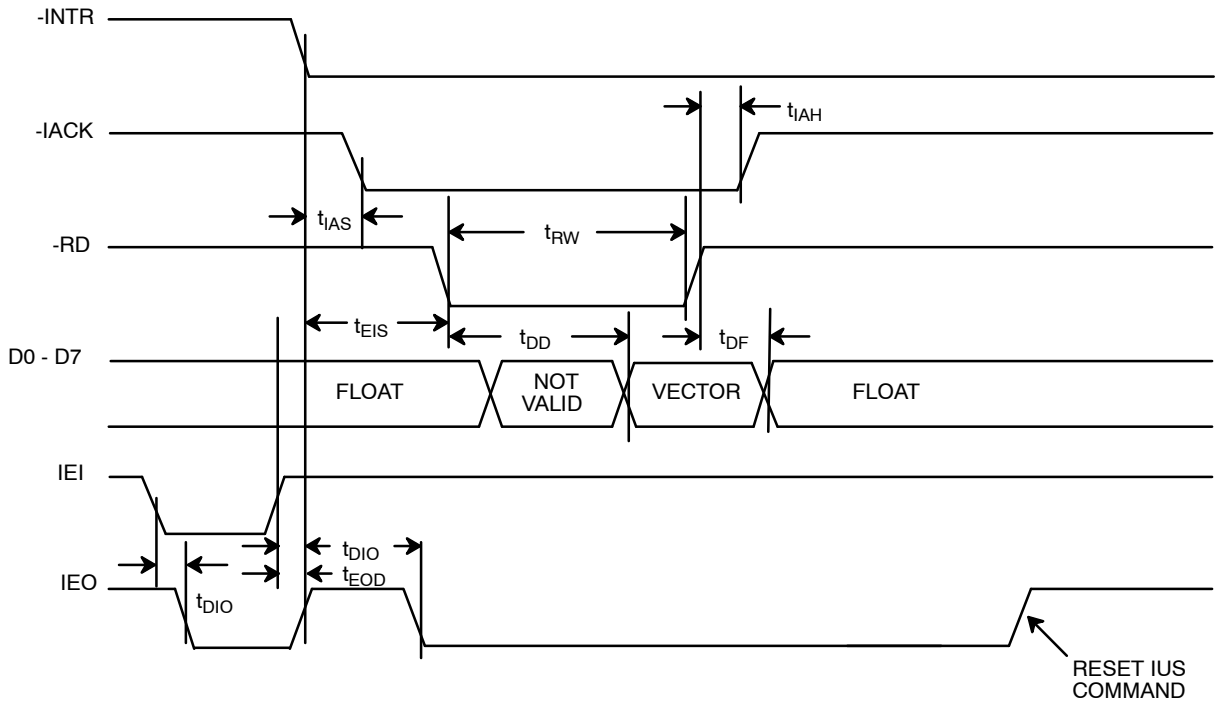 -INTR
tIAH
-IACK
tIAS
tRW
-RD
tEIS
tDD
tDF
D0 - D7
FLOAT
NOT
VALID
VECTOR
FLOAT
IEI
tDIO
tEOD
IEO
tDIO
RESET IUS
COMMAND